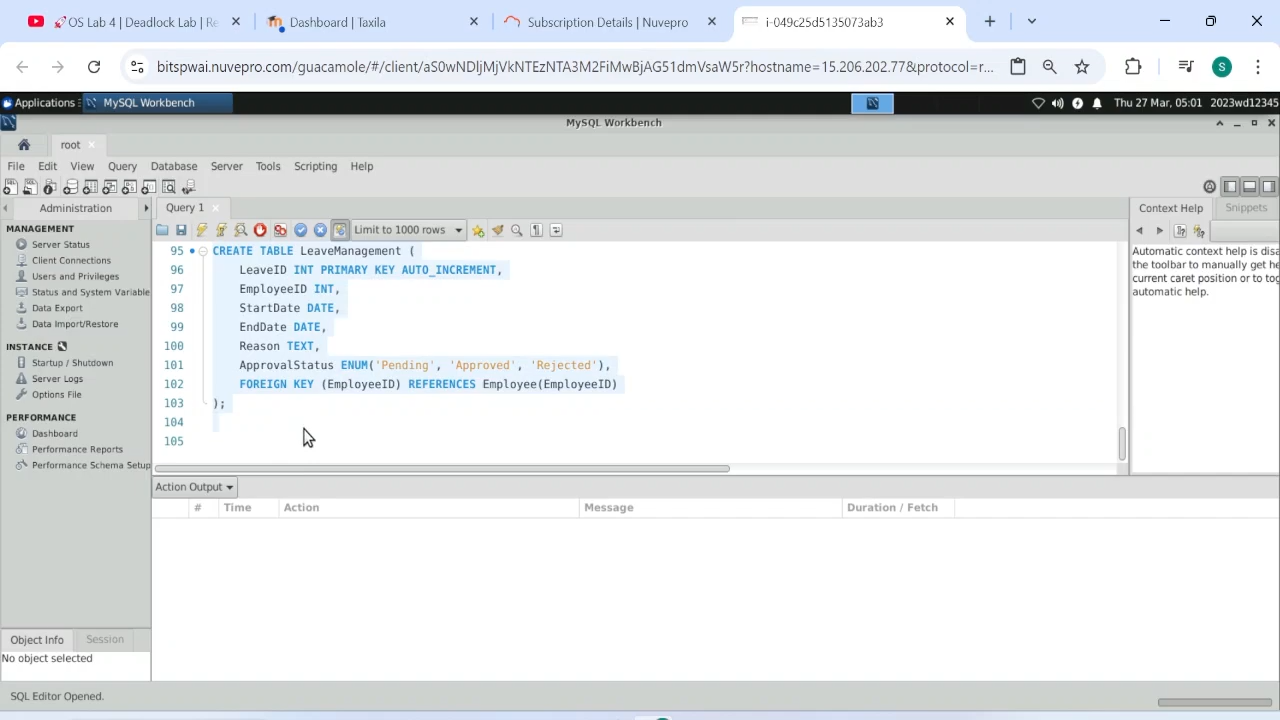 OS Lab 4 | Deadlock Lab | Re
Dashboard | Taxila
Subscription Details | Nuvepro
i-049c25d5135073ab3
bitspwai.nuvepro.com/guacamole/#/client/aS0wNDljMjVkNTEzNTA3M2FiMwBjAG51dmVsaW5r?hostname=15.206.202.77&protocol=r...
S
Applications
MySQL Workbench
Thu 27 Mar, 05:01
2023wd12345
MySQL Workbench
root
File Edit View Query Database Server Tools Scripting Help
Administration
Query 1
Context Help
Snippets
Limit to 1000 rows
MANAGEMENT
Server Status
Client Connections
Users and Privileges
Status and System Variable
Data Export
Data Import/Restore
INSTANCE
Startup / Shutdown
Server Logs
Options File
PERFORMANCE
Dashboard
Performance Reports
Performance Schema Setup
95 CREATE TABLE LeaveManagement (
96 LeaveID INT PRIMARY KEY AUTO_INCREMENT,
97 EmployeeID INT,
98 StartDate DATE,
99 EndDate DATE,
100 Reason TEXT,
101 ApprovalStatus ENUM('Pending', 'Approved', 'Rejected'),
102 FOREIGN KEY (EmployeeID) REFERENCES Employee(EmployeeID)
103 );
104
105
Automatic context help is disa
the toolbar to manually get he
current caret position or to tog
automatic help.
Action Output
# Time Action Message Duration / Fetch
Object Info Session
No object selected
SQL Editor Opened.